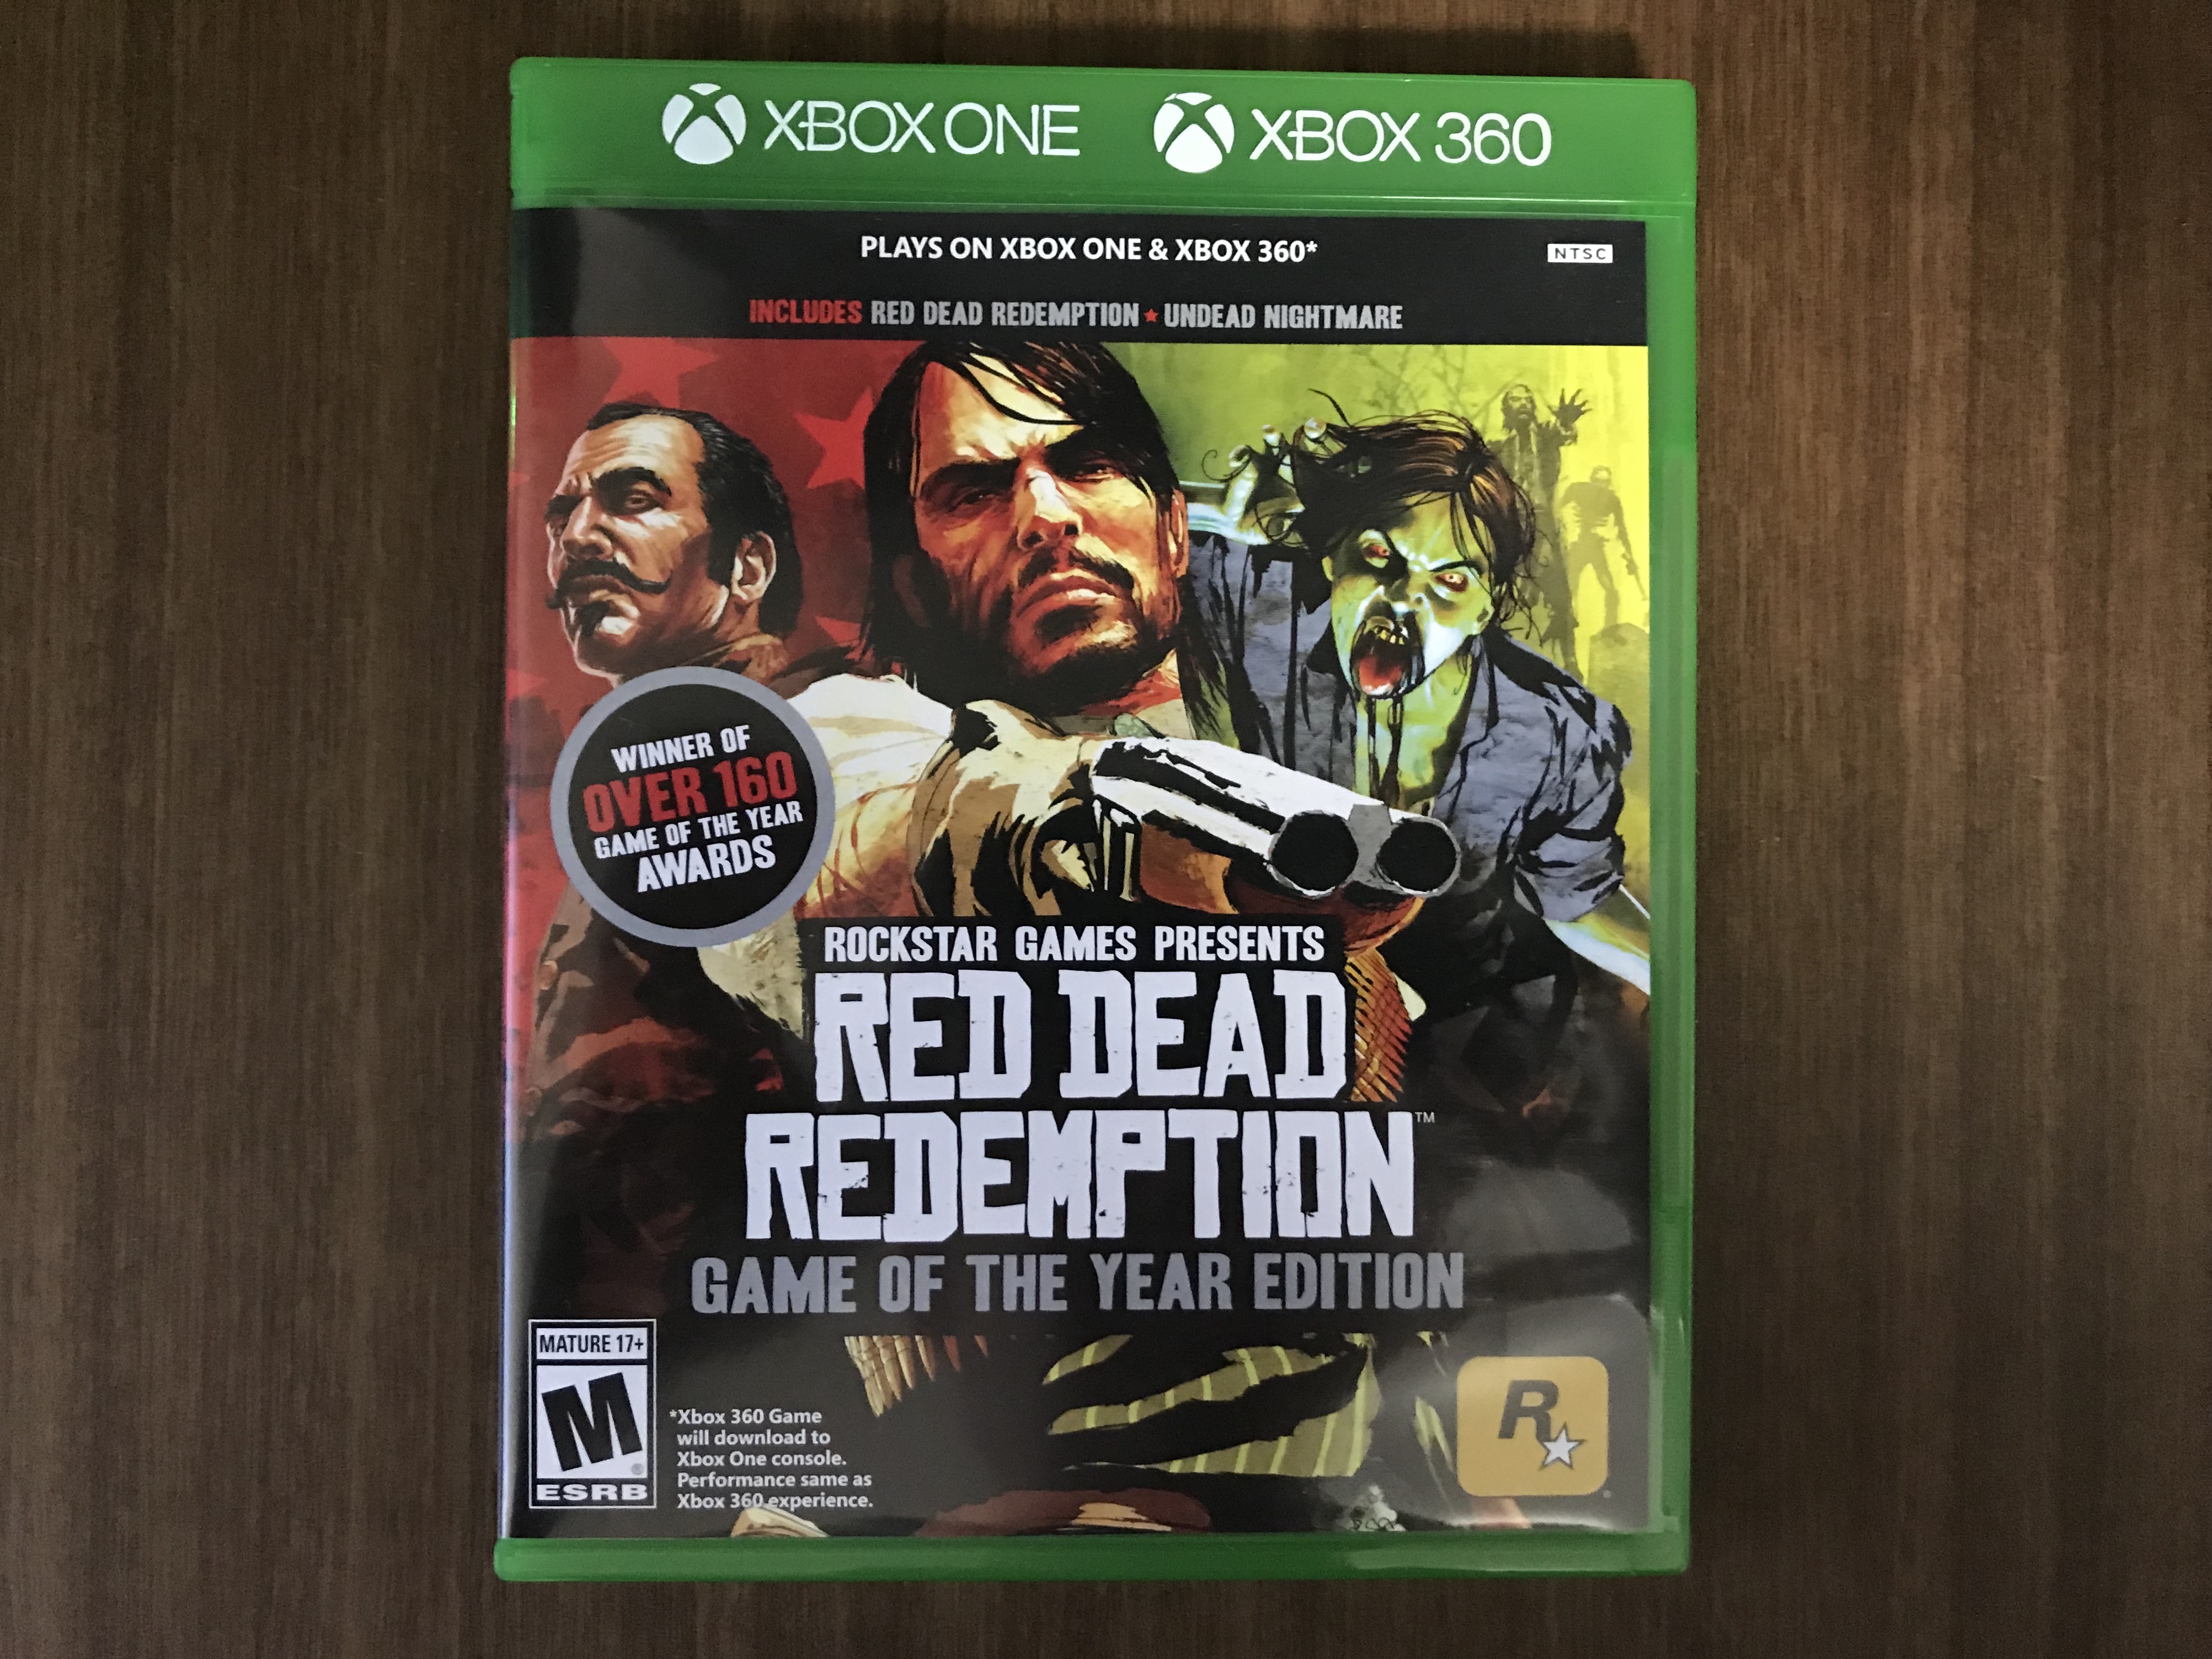 XBOX ONE XBOX 360
PLAYS ON XBOX ONE & XBOX 360*
NTSC
INCLUDES RED DEAD REDEMPTION ★ UNDEAD NIGHTMARE
WINNER OF
OVER 160
GAME OF THE YEAR
AWARDS
ROCKSTAR GAMES PRESENTS
RED DEAD
REDEMPTION™
GAME OF THE YEAR EDITION
MATURE 17+
M®
ESRB
*Xbox 360 Game
will download to
Xbox One console.
Performance same as
Xbox 360 experience.
R★